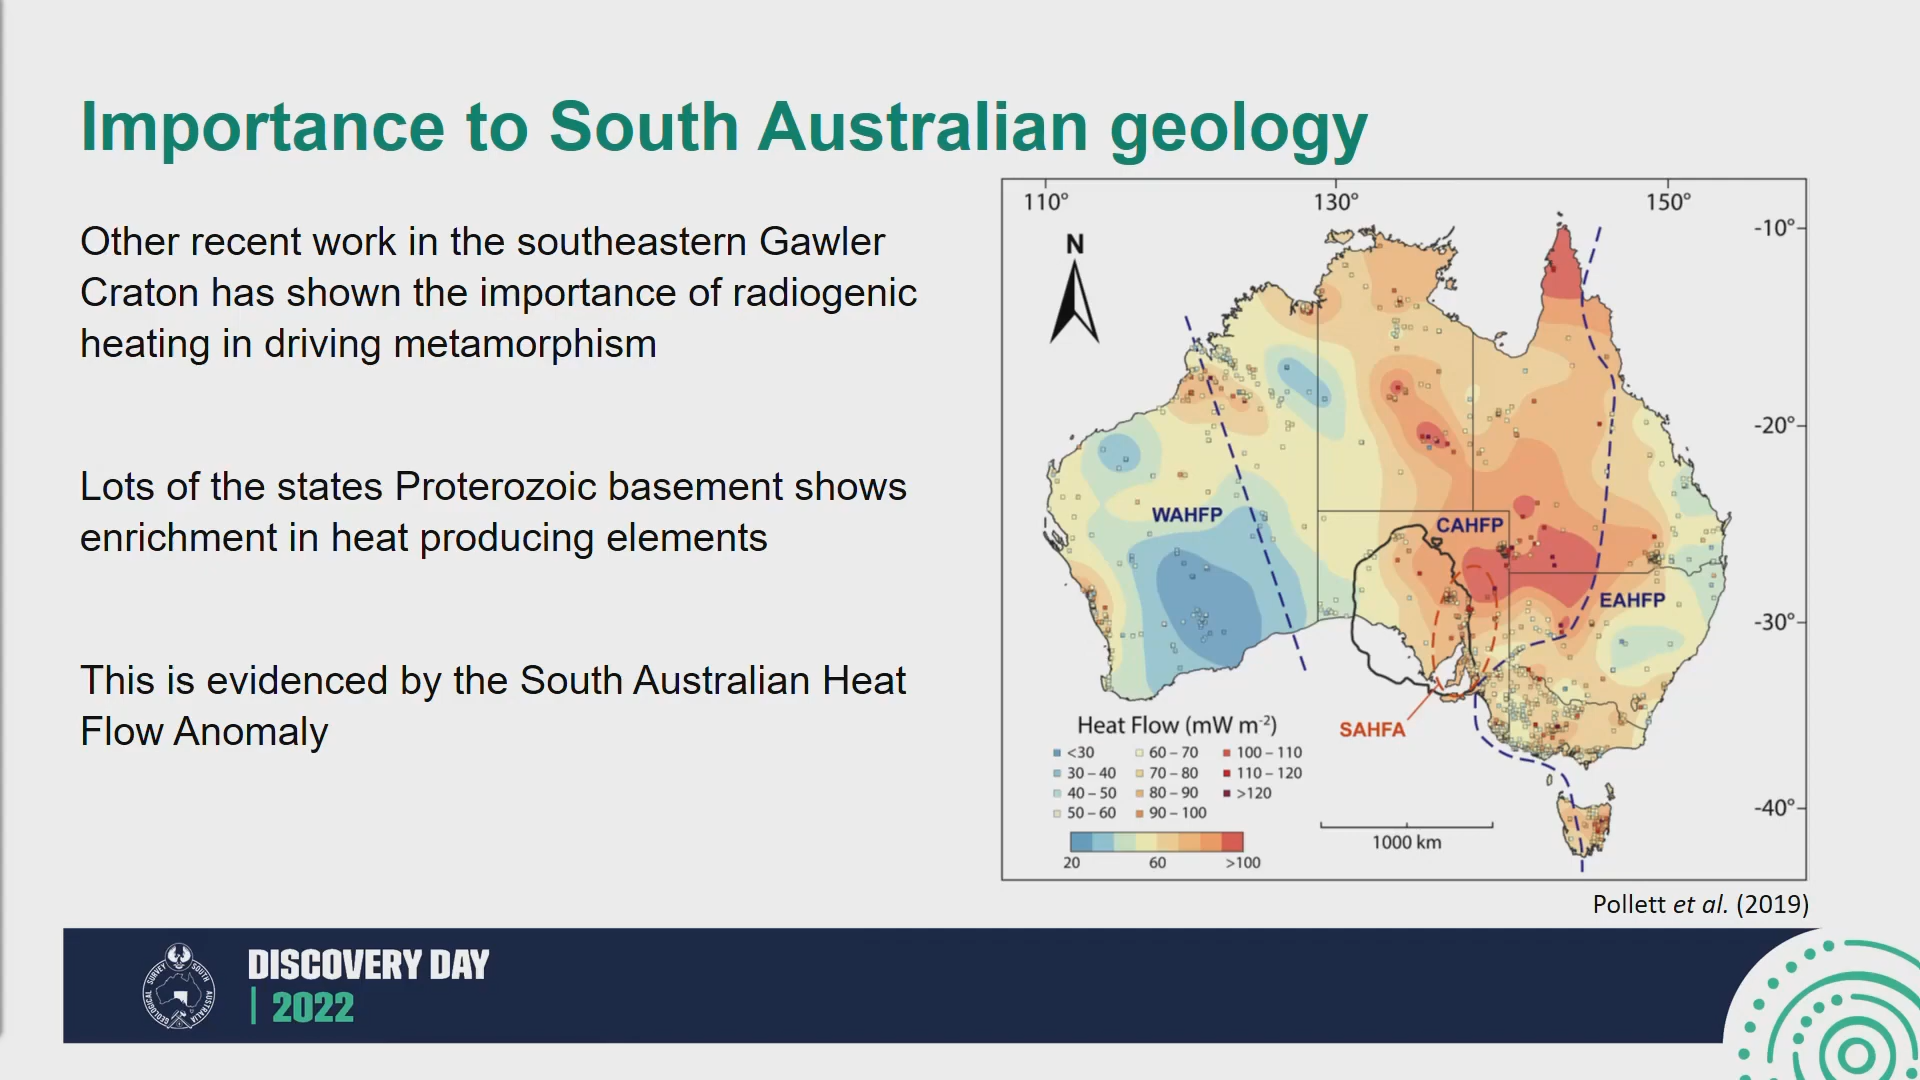 Importance to South Australian geology
Other recent work in the southeastern Gawler
Craton has shown the importance of radiogenic
heating in driving metamorphism
Lots of the states Proterozoic basement shows
enrichment in heat producing elements
This is evidenced by the South Australian Heat
Flow Anomaly
110° 130° 150°
-10°
N
-20°
WAHFP
CAHFP
EAHFP
-30°
SAHFA
Heat Flow (mW m-2)
<30 60 – 70 100 – 110
30 – 40 70 – 80 110 – 120
40 – 50 80 – 90 >120
50 – 60 90 – 100
-40°
1000 km
20 60 >100
Pollett et al. (2019)
GEOLOGICAL SURVEY SOUTH AUSTRALIA
DISCOVERY DAY
| 2022